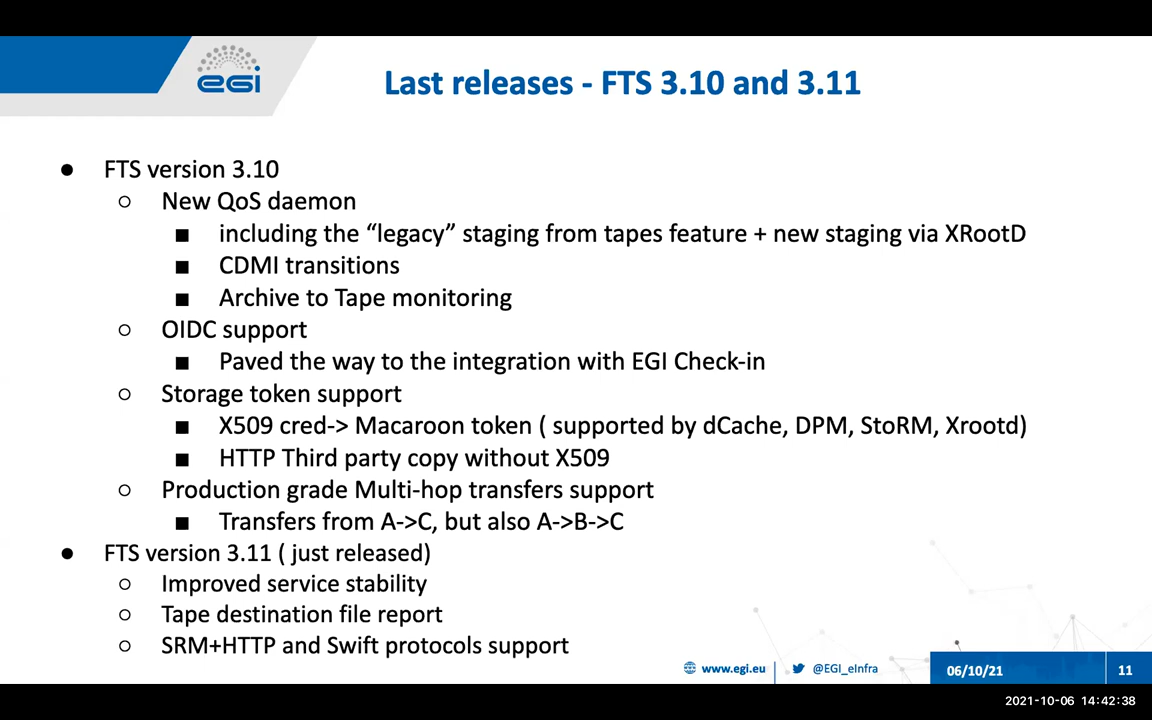 egi
Last releases - FTS 3.10 and 3.11
● FTS version 3.10
○ New QoS daemon
■ including the “legacy” staging from tapes feature + new staging via XRootD
■ CDMI transitions
■ Archive to Tape monitoring
○ OIDC support
■ Paved the way to the integration with EGI Check-in
○ Storage token support
■ X509 cred-> Macaroon token ( supported by dCache, DPM, StoRM, Xrootd)
■ HTTP Third party copy without X509
○ Production grade Multi-hop transfers support
■ Transfers from A->C, but also A->B->C
● FTS version 3.11 ( just released)
○ Improved service stability
○ Tape destination file report
○ SRM+HTTP and Swift protocols support
www.egi.eu @EGI_eInfra 06/10/21 11
2021-10-06 14:42:38